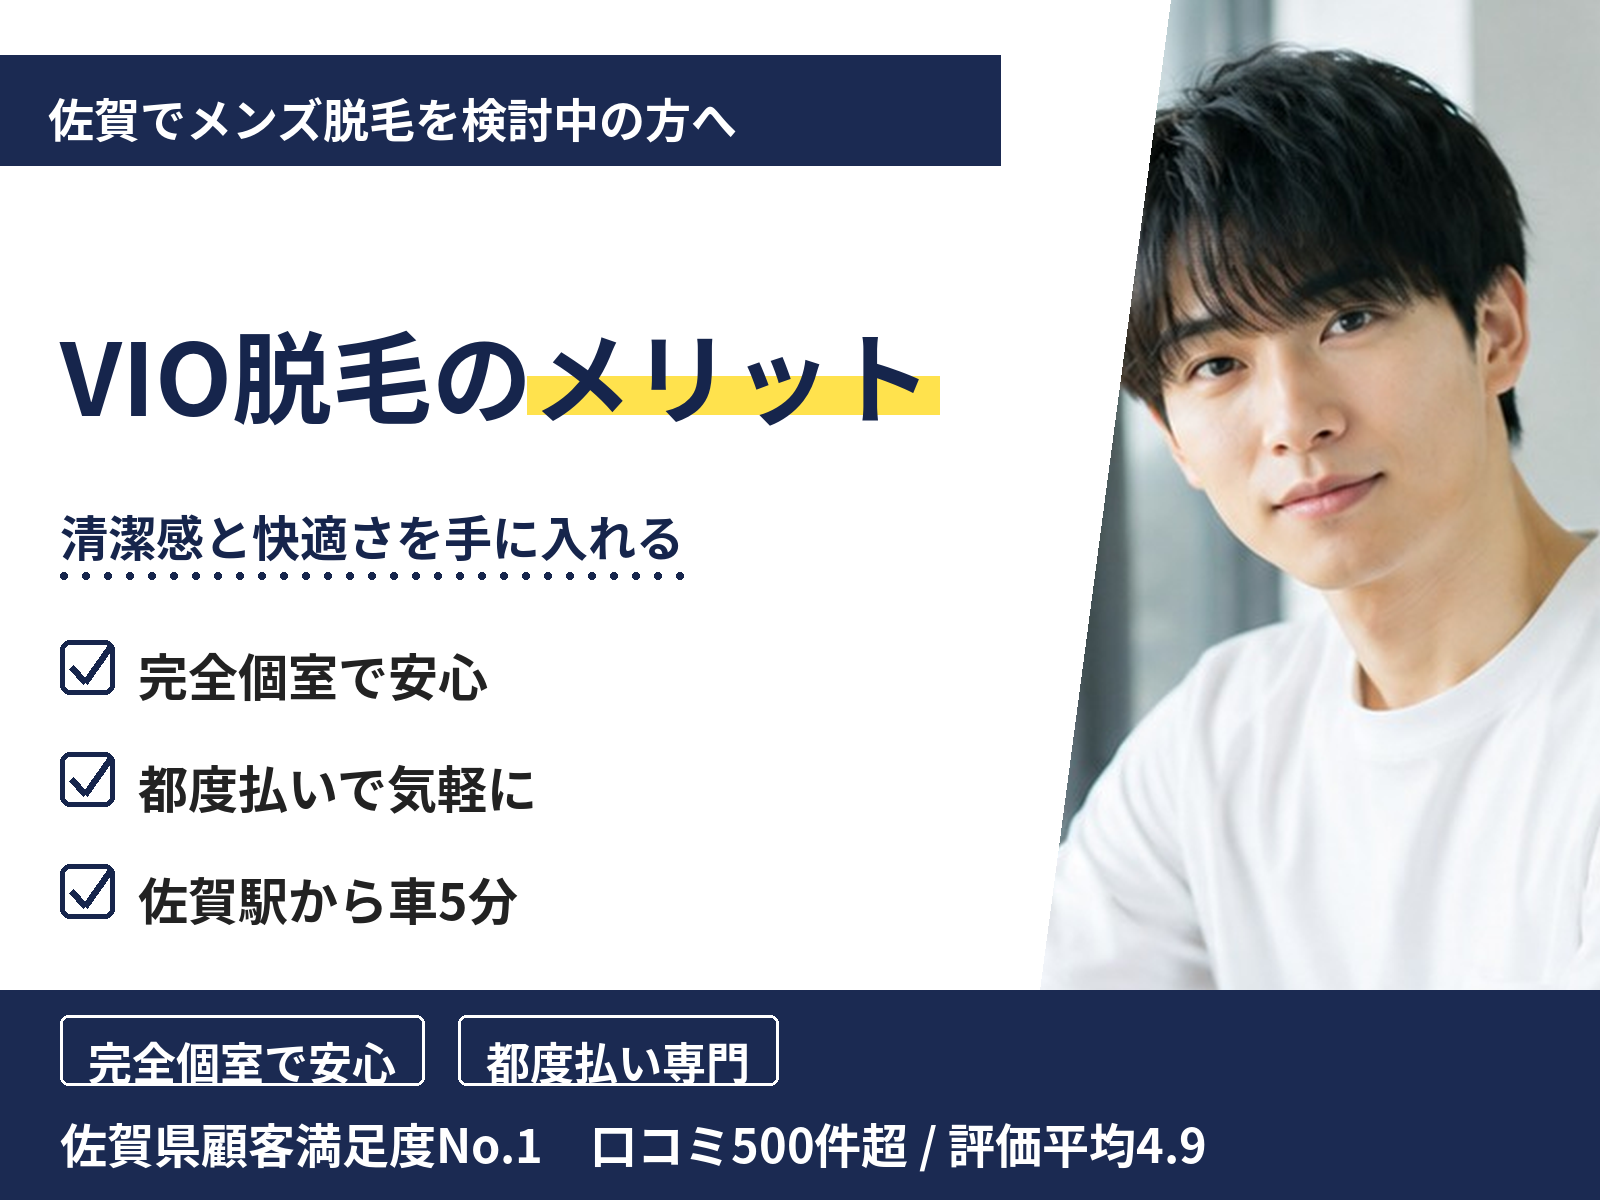 佐賀でメンズ脱毛を検討中の方へ
VIO脱毛のメリット
清潔感と快適さを手に入れる
完全個室で安心
都度払いで気軽に
佐賀駅から車5分
完全個室で安心
都度払い専門
佐賀県顧客満足度No.1　口コミ500件超 / 評価平均4.9